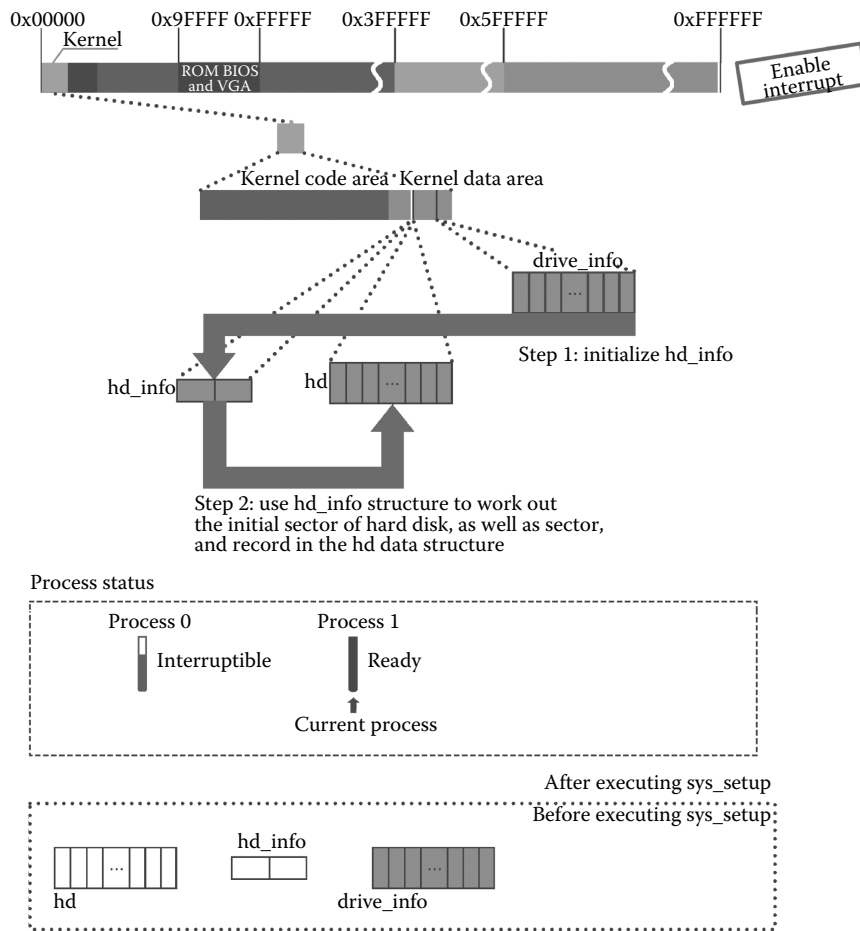 0x00000 0x9FFFF 0xFFFFF 0x3FFFFF 0x5FFFFF 0xFFFFFF
Kernel
ROM BIOS
and VGA
Enable
interrupt
Kernel code area Kernel data area
drive_info
...
Step 1: initialize hd_info
hd_info
hd
...
Step 2: use hd_info structure to work out
the initial sector of hard disk, as well as sector,
and record in the hd data structure
Process status
Process 0 Process 1
Interruptible Ready
Current process
After executing sys_setup
Before executing sys_setup
hd_info
... ...
hd drive_info